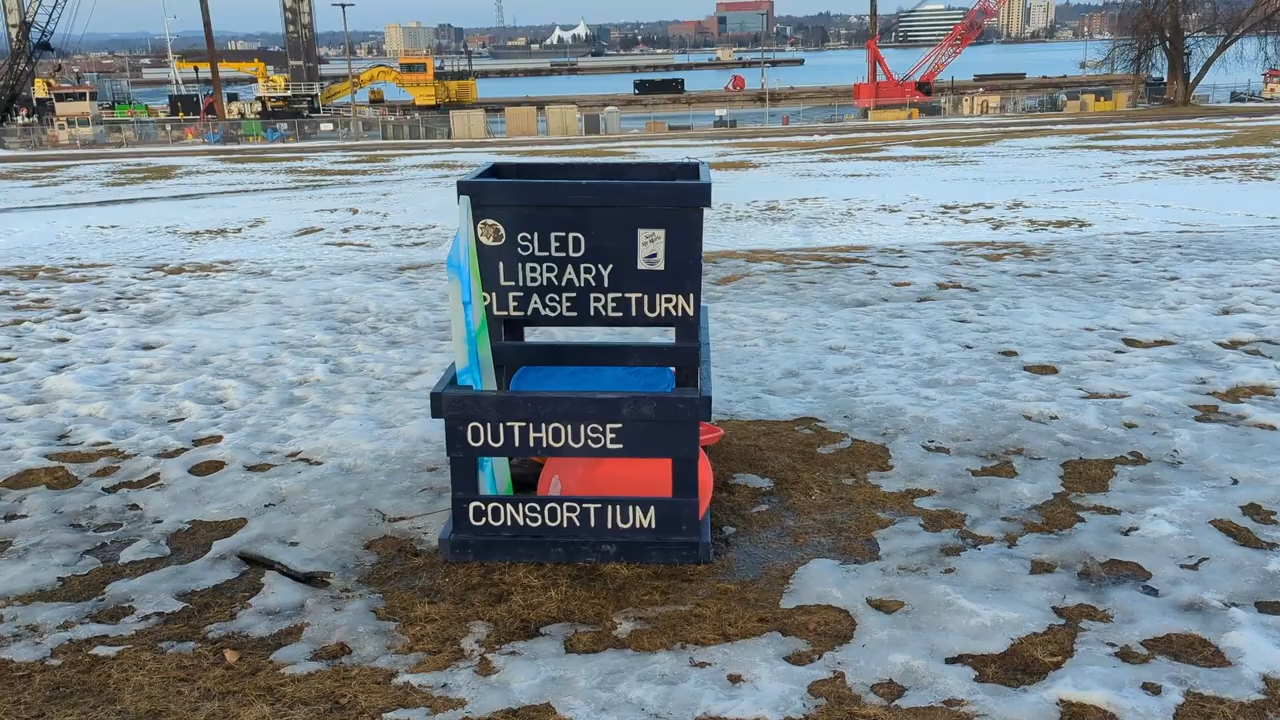 SLED
LIBRARY
PLEASE RETURN
OUTHOUSE
CONSORTIUM